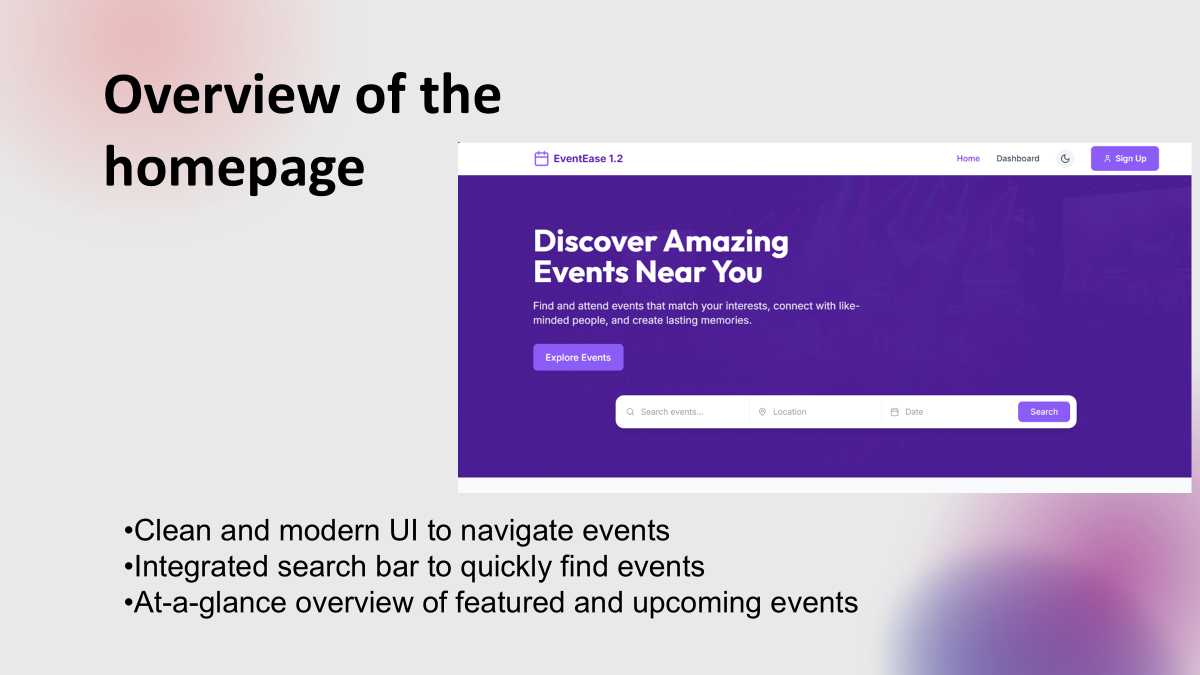 Overview of the
homepage
EventEase 1.2
Home
Dashboard
Sign Up
Discover Amazing
Events Near You
Find and attend events that match your interests, connect with like-
minded people, and create lasting memories.
Explore Events
Search events...
Location
Date
Search
•Clean and modern UI to navigate events
•Integrated search bar to quickly find events
•At-a-glance overview of featured and upcoming events